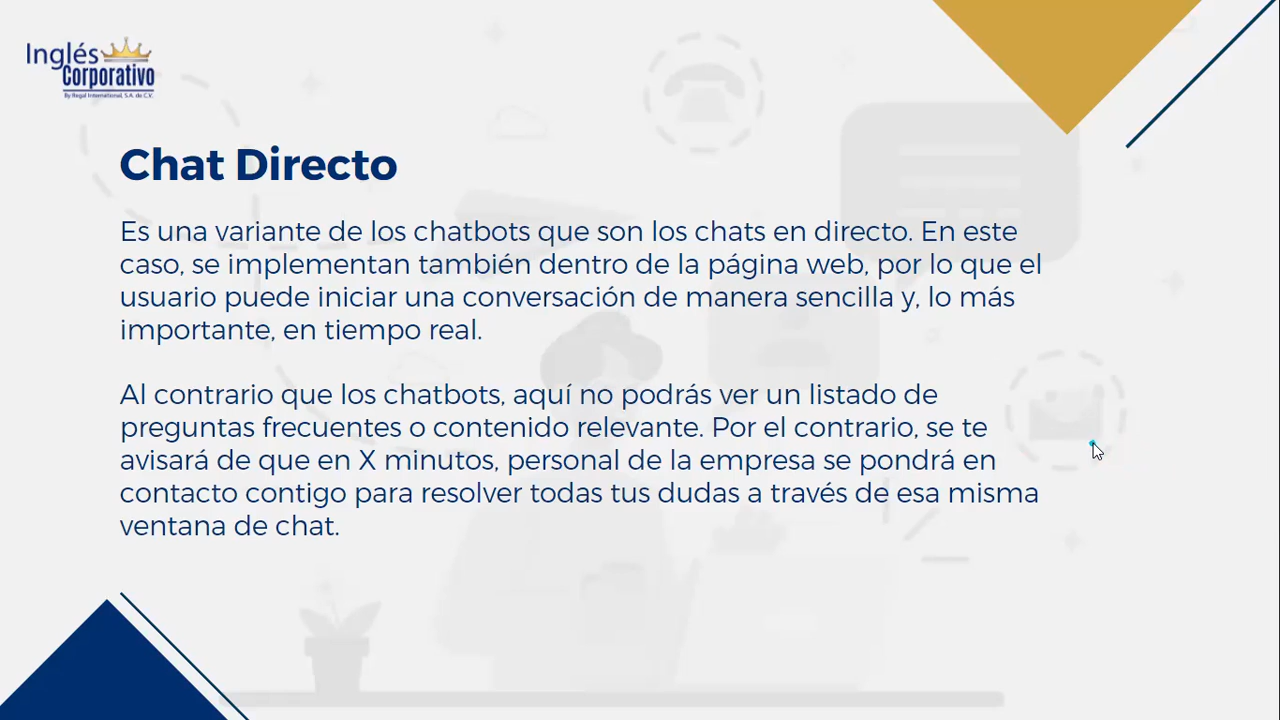 Inglés
Corporativo
By Regal International, S.A. de C.V.
Chat Directo
Es una variante de los chatbots que son los chats en directo. En este
caso, se implementan también dentro de la página web, por lo que el
usuario puede iniciar una conversación de manera sencilla y, lo más
importante, en tiempo real.
Al contrario que los chatbots, aquí no podrás ver un listado de
preguntas frecuentes o contenido relevante. Por el contrario, se te
avisará de que en X minutos, personal de la empresa se pondrá en
contacto contigo para resolver todas tus dudas a través de esa misma
ventana de chat.